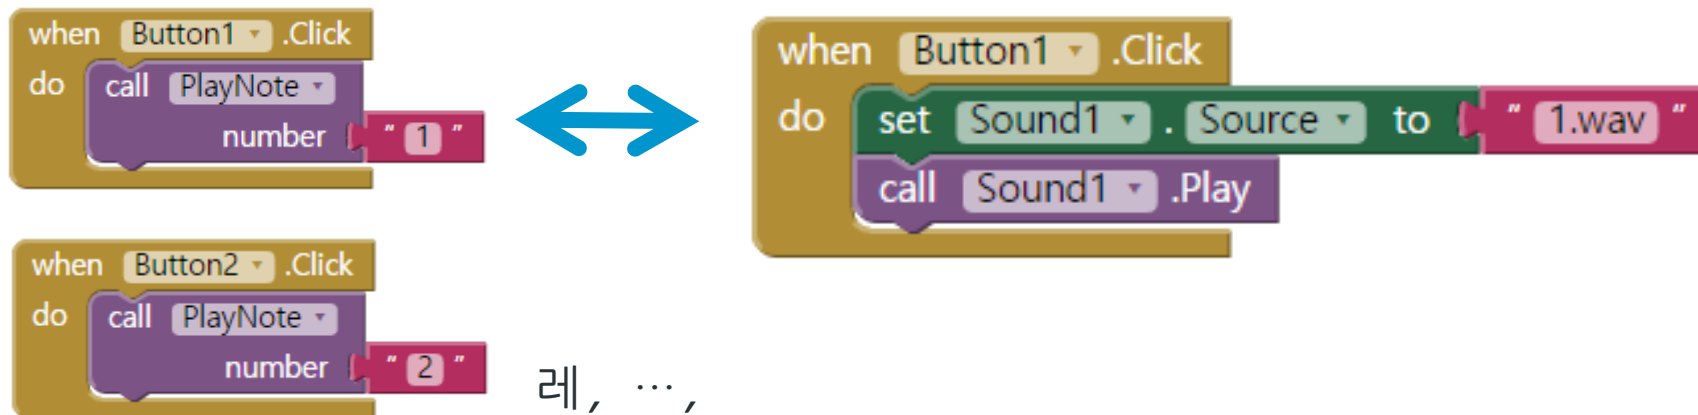 when Button1 .Click
do call PlayNote
number " 1 "
when Button1 .Click
do set Sound1 . Source to " 1.wav "
call Sound1 .Play
when Button2 .Click
do call PlayNote
number " 2 "
레, …,